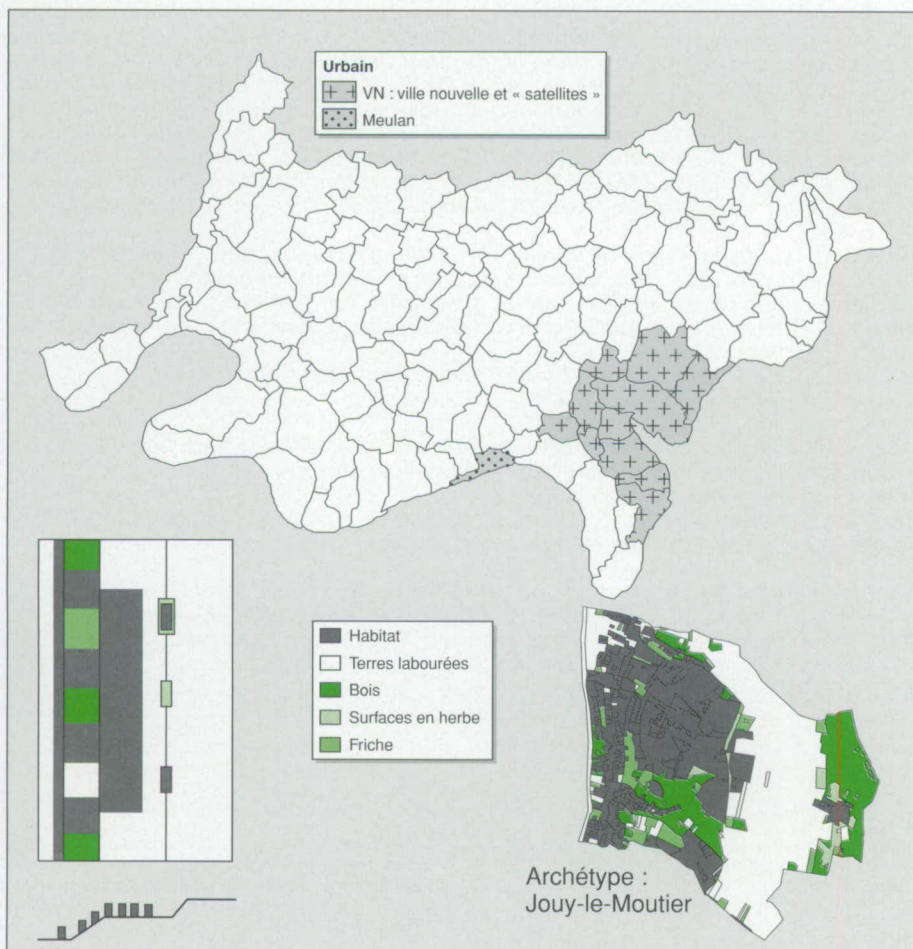 Urbain
VN : ville nouvelle et « satellites »
Meulan
Habitat
Terres labourées
Bois
Surfaces en herbe
Friche
Archétype :
Jouy-le-Moutier